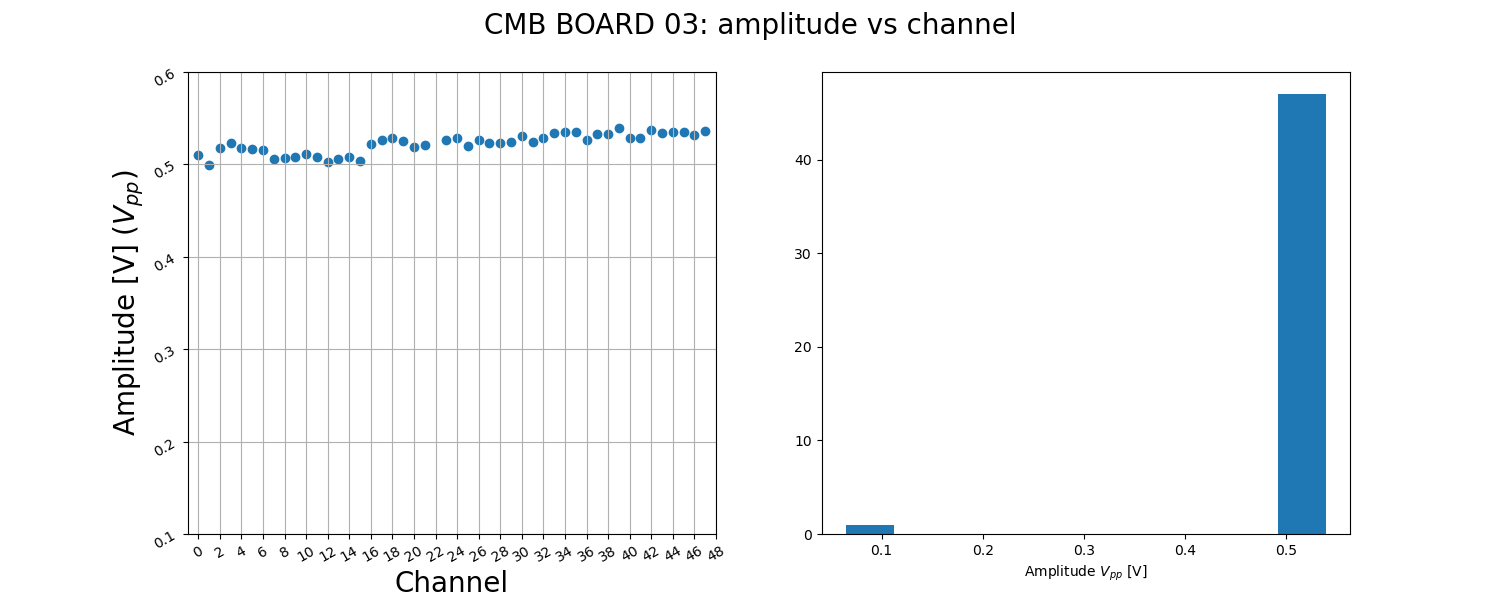 CMB BOARD 03: amplitude vs channel
Amplitude [V] (Vpp)
0.6
0.5
0.4
0.3
0.2
0.1
0 2 4 6 8 10 12 14 16 18 20 22 24 26 28 30 32 34 36 38 40 42 44 46 48
Channel
40
30
20
10
0
0.1 0.2 0.3 0.4 0.5
Amplitude Vpp [V]